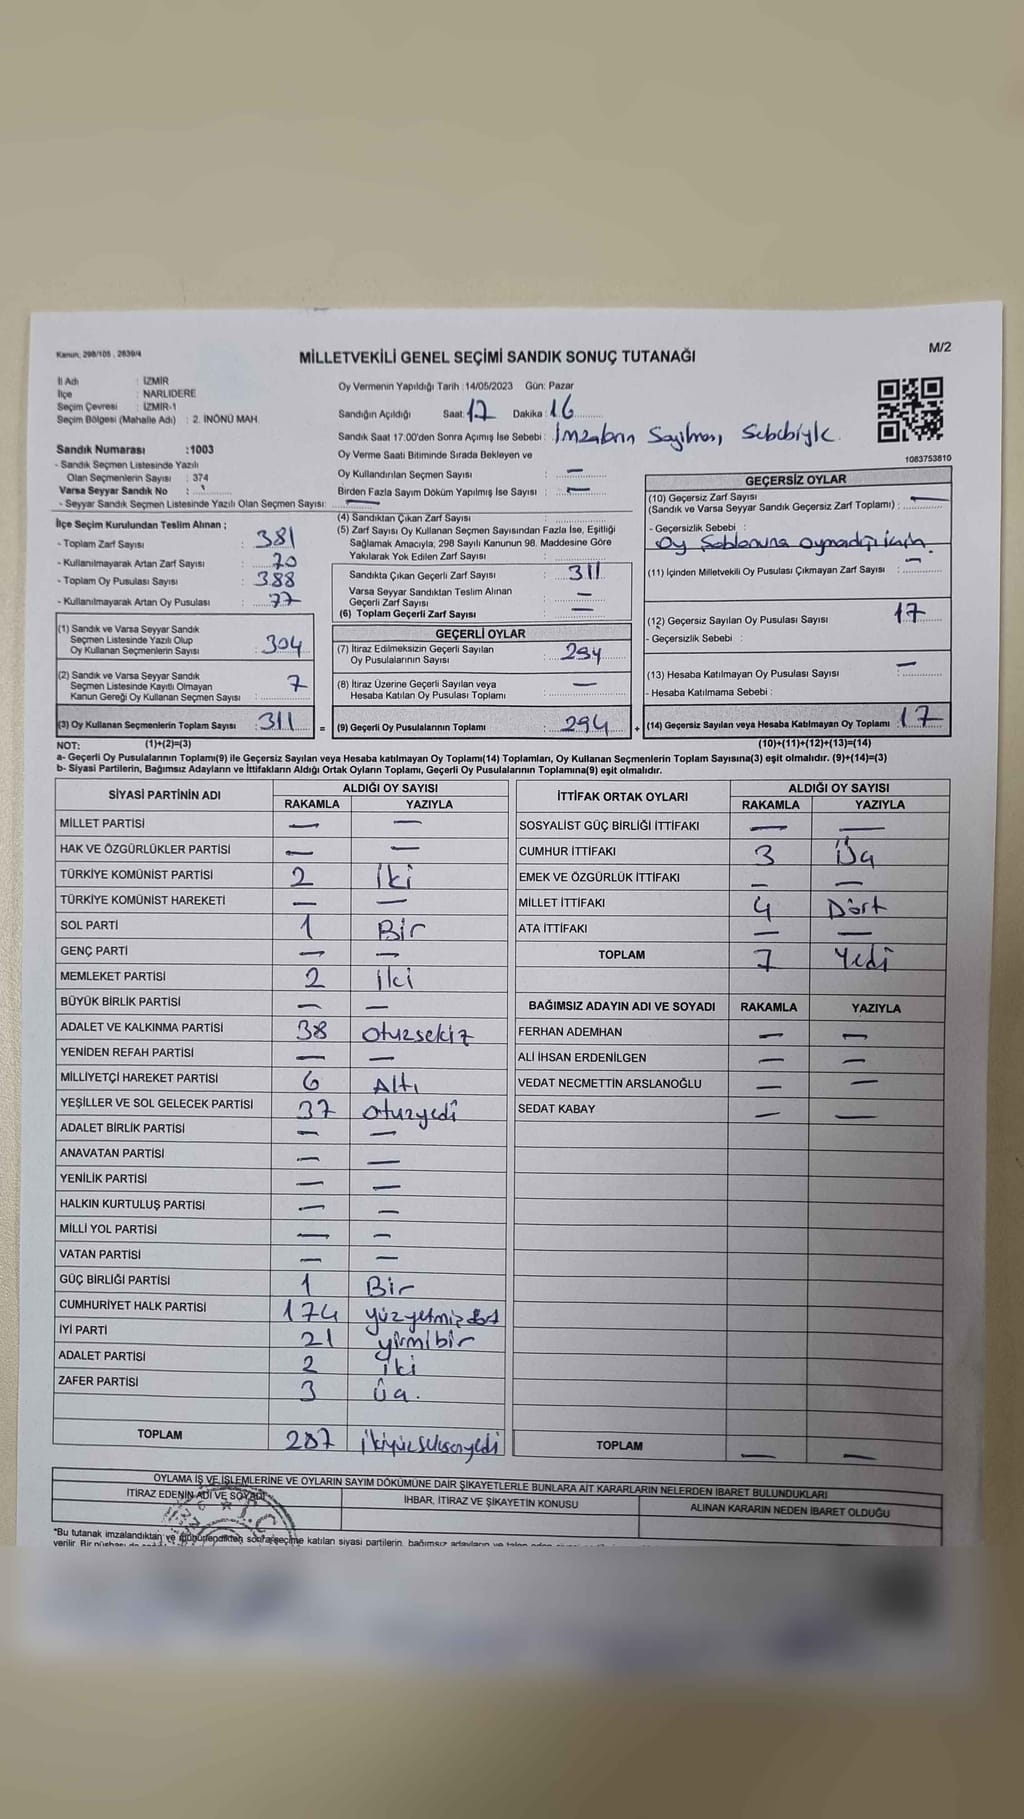 Kanun; 298/105 , 2839/4
MİLLETVEKİLİ GENEL SEÇİMİ SANDIK SONUÇ TUTANAĞI
M/2
İl Adı : İZMİR
İlçe : NARLIDERE
Seçim Çevresi : İZMİR-1
Seçim Bölgesi (Mahalle Adı) : 2. İNÖNÜ MAH.
Sandık Numarası :1003
- Sandık Seçmen Listesinde Yazılı
Olan Seçmenlerin Sayısı : 374
Varsa Seyyar Sandık No :
- Seyyar Sandık Seçmen Listesinde Yazılı Olan Seçmen Sayısı: —
Oy Vermenin Yapıldığı Tarih :14/05/2023 Gün: Pazar
Sandığın Açıldığı Saat: 17 Dakika : 16
Sandık Saat 17:00'den Sonra Açılmış İse Sebebi : İmzaların Sayılması Sebebiyle.
Oy Verme Saati Bitiminde Sırada Bekleyen ve
Oy Kullandırılan Seçmen Sayısı : —
Birden Fazla Sayım Döküm Yapılmış İse Sayısı : —
1083753810
İlçe Seçim Kurulundan Teslim Alınan ;
- Toplam Zarf Sayısı : 381
- Kullanılmayarak Artan Zarf Sayısı : 70
- Toplam Oy Pusulası Sayısı : 388
- Kullanılmayarak Artan Oy Pusulası : 77
(1) Sandık ve Varsa Seyyar Sandık
Seçmen Listesinde Yazılı Olup
Oy Kullanan Seçmenlerin Sayısı : 304
(2) Sandık ve Varsa Seyyar Sandık
Seçmen Listesinde Kayıtlı Olmayan
Kanun Gereği Oy Kullanan Seçmen Sayısı : 7
(3) Oy Kullanan Seçmenlerin Toplam Sayısı : 311 =
(4) Sandıktan Çıkan Zarf Sayısı :
(5) Zarf Sayısı Oy Kullanan Seçmen Sayısından Fazla İse, Eşitliği
Sağlamak Amacıyla; 298 Sayılı Kanunun 98. Maddesine Göre
Yakılarak Yok Edilen Zarf Sayısı :
Sandıkta Çıkan Geçerli Zarf Sayısı : 311
Varsa Seyyar Sandıktan Teslim Alınan
Geçerli Zarf Sayısı : —
(6) Toplam Geçerli Zarf Sayısı : —
GEÇERLİ OYLAR
(7) İtiraz Edilmeksizin Geçerli Sayılan
Oy Pusulalarının Sayısı : 294
(8) İtiraz Üzerine Geçerli Sayılan veya
Hesaba Katılan Oy Pusulası Toplamı : —
(9) Geçerli Oy Pusulalarının Toplamı : 294 +
GEÇERSİZ OYLAR
(10) Geçersiz Zarf Sayısı
(Sandık ve Varsa Seyyar Sandık Geçersiz Zarf Toplamı) : —
- Geçersizlik Sebebi :
Oy Şablonuna oymadığı için.
(11) İçinden Milletvekili Oy Pusulası Çıkmayan Zarf Sayısı : —
(12) Geçersiz Sayılan Oy Pusulası Sayısı : 17
- Geçersizlik Sebebi :
(13) Hesaba Katılmayan Oy Pusulası Sayısı : —
- Hesaba Katılmama Sebebi :
(14) Geçersiz Sayılan veya Hesaba Katılmayan Oy Toplamı : 17
NOT: (1)+(2)=(3) (10)+(11)+(12)+(13)=(14)
a- Geçerli Oy Pusulalarının Toplamı(9) ile Geçersiz Sayılan veya Hesaba katılmayan Oy Toplamı(14) Toplamları, Oy Kullanan Seçmenlerin Toplam Sayısına(3) eşit olmalıdır. (9)+(14)=(3)
b- Siyasi Partilerin, Bağımsız Adayların ve İttifakların Aldığı Ortak Oyların Toplamı, Geçerli Oy Pusulalarının Toplamına(9) eşit olmalıdır.
SİYASİ PARTİNİN ADI ALDIĞI OY SAYISI
RAKAMLA YAZIYLA
MİLLET PARTİSİ — —
HAK VE ÖZGÜRLÜKLER PARTİSİ — —
TÜRKİYE KOMÜNİST PARTİSİ 2 İki
TÜRKİYE KOMÜNİST HAREKETİ — —
SOL PARTİ 1 Bir
GENÇ PARTİ — —
MEMLEKET PARTİSİ 2 İki
BÜYÜK BİRLİK PARTİSİ — —
ADALET VE KALKINMA PARTİSİ 38 otuzsekiz
YENİDEN REFAH PARTİSİ — —
MİLLİYETÇİ HAREKET PARTİSİ 6 Altı
YEŞİLLER VE SOL GELECEK PARTİSİ 37 otuzyedi
ADALET BİRLİK PARTİSİ — —
ANAVATAN PARTİSİ — —
YENİLİK PARTİSİ — —
HALKIN KURTULUŞ PARTİSİ — —
MİLLİ YOL PARTİSİ — —
VATAN PARTİSİ — —
GÜÇ BİRLİĞİ PARTİSİ 1 Bir
CUMHURİYET HALK PARTİSİ 174 yüzyetmişdört
İYİ PARTİ 21 yirmibir
ADALET PARTİSİ 2 İki
ZAFER PARTİSİ 3 Üç.
TOPLAM 287 İkiyüzseksenyedi
İTTİFAK ORTAK OYLARI ALDIĞI OY SAYISI
RAKAMLA YAZIYLA
SOSYALİST GÜÇ BİRLİĞİ İTTİFAKI — —
CUMHUR İTTİFAKI 3 Üç
EMEK VE ÖZGÜRLÜK İTTİFAKI — —
MİLLET İTTİFAKI 4 Dört
ATA İTTİFAKI — —
TOPLAM 7 Yedi
BAĞIMSIZ ADAYIN ADI VE SOYADI RAKAMLA YAZIYLA
FERHAN ADEMHAN — —
ALİ İHSAN ERDENİLGEN — —
VEDAT NECMETTİN ARSLANOĞLU — —
SEDAT KABAY — —
TOPLAM — —
OYLAMA İŞ VE İŞLEMLERİNE VE OYLARIN SAYIM DÖKÜMÜNE DAİR ŞİKAYETLERLE BUNLARA AİT KARARLARIN NELERDEN İBARET BULUNDUKLARI
İTİRAZ EDENİN ADI VE SOYADI İHBAR, İTİRAZ VE ŞİKAYETİN KONUSU ALINAN KARARIN NEDEN İBARET OLDUĞU
T.C.
*Bu tutanak imzalandıktan ve mühürlendikten sonra seçime katılan siyasi partilerin, bağımsız adayların ve